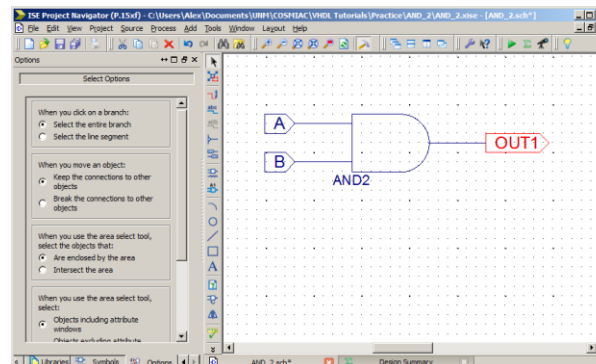 ISE Project Navigator (P.15xf) - C:\Users\Alex\Documents\UNM\COSMIAC\VHDL Tutorials\Practice\AND_2\AND_2.xise - [AND_2.sch*]
File Edit View Project Source Process Add Tools Window Layout Help
Options
Select Options
When you click on a branch:
Select the entire branch
Select the line segment
When you move an object:
Keep the connections to other
objects
Break the connections to other
objects
When you use the area select tool,
select the objects that:
Are enclosed by the area
Intersect the area
When you use the area select tool,
select:
Objects including attribute
windows
Objects excluding attribute
A
B
AND2
OUT1
Libraries
Symbols
Options
AND_2.sch*
Design Summary